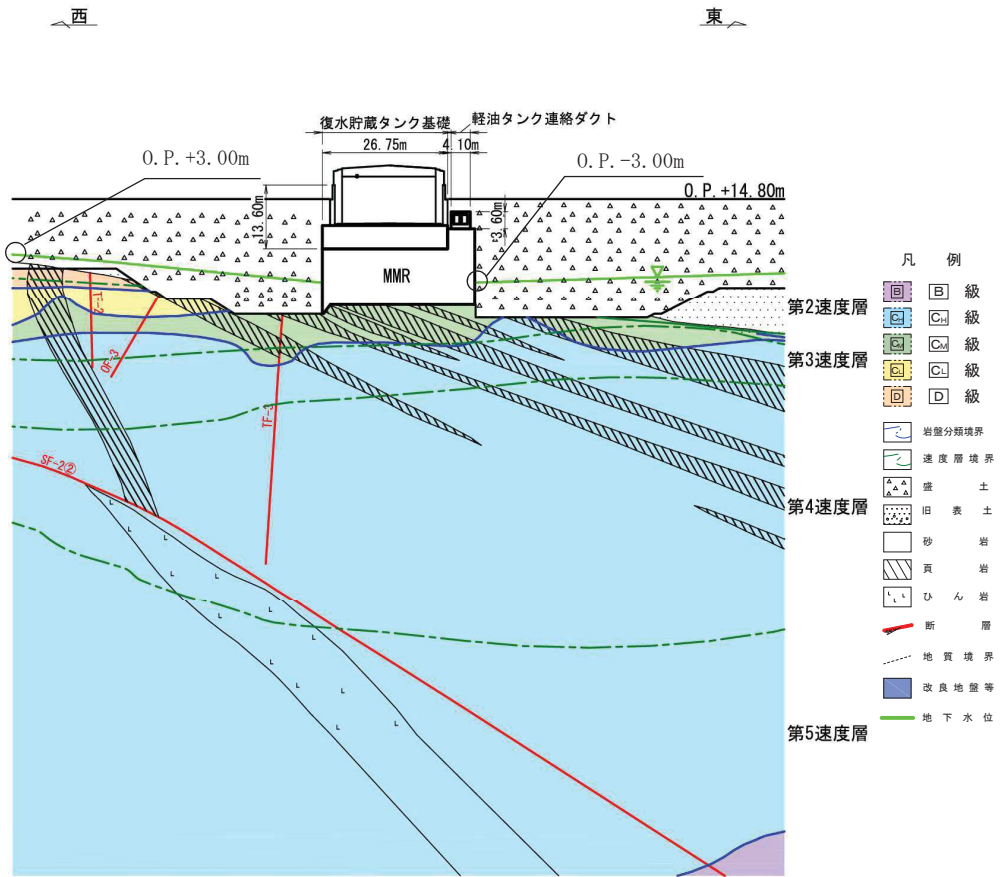 西
東
復水貯蔵タンク基礎
軽油タンク連絡ダクト
26.75m
4.10m
O.P.+3.00m
O.P.-3.00m
O.P.+14.80m
13.60m
3.60m
MMR
凡 例
B B 級
CH CH 級
CM CM 級
CL CL 級
D D 級
岩盤分類境界
速度層境界
盛 土
旧 表 土
砂 岩
頁 岩
ひ ん 岩
断 層
地 質 境 界
改 良 地 盤 等
地 下 水 位
第2速度層
第3速度層
第4速度層
第5速度層
OF-3
TF-3
SF-2②